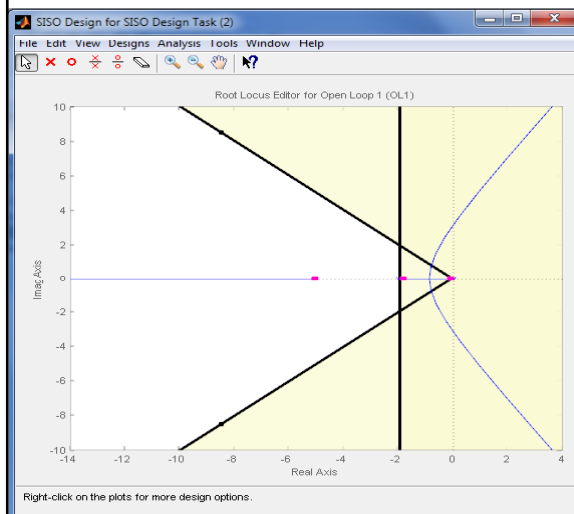 SISO Design for SISO Design Task (2)
File Edit View Designs Analysis Tools Window Help
Root Locus Editor for Open Loop 1 (OL1)
10
8
6
4
2
0
-2
-4
-6
-8
-10
Imag Axis
-14 -12 -10 -8 -6 -4 -2 0 2 4
Real Axis
Right-click on the plots for more design options.